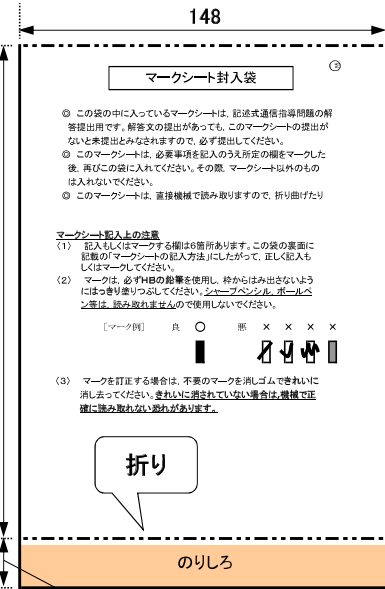 148
マークシート封入袋
◎ この袋の中に入っているマークシートは, 記述式通信指導問題の解
答提出用です。解答文の提出があっても, このマークシートの提出が
ないと未提出とみなされますので, 必ず提出してください。
◎ このマークシートは, 必要事項を記入のうえ所定の欄をマークした
後, 再びこの袋に入れてください。その際, マークシート以外のもの
は入れないでください。
◎ このマークシートは, 直接機械で読み取りますので, 折り曲げたり
マークシート記入上の注意
(1) 記入もしくはマークする欄は6箇所あります。この袋の裏面に
記載の「マークシートの記入方法」にしたがって, 正しく記入も
しくはマークしてください。
(2) マークは, 必ずHBの鉛筆を使用し, 枠からはみ出さないよう
にはっきり塗りつぶしてください。シャープペンシル, ボールペ
ン等は, 読み取れませんので使用しないでください。
[マーク例] 良 ○ 悪 × × × ×
(3) マークを訂正する場合は, 不要のマークを消しゴムできれいに
消し去ってください。きれいに消されていない場合は,機械で正
確に読み取れない恐れがあります。
折り
のりしろ